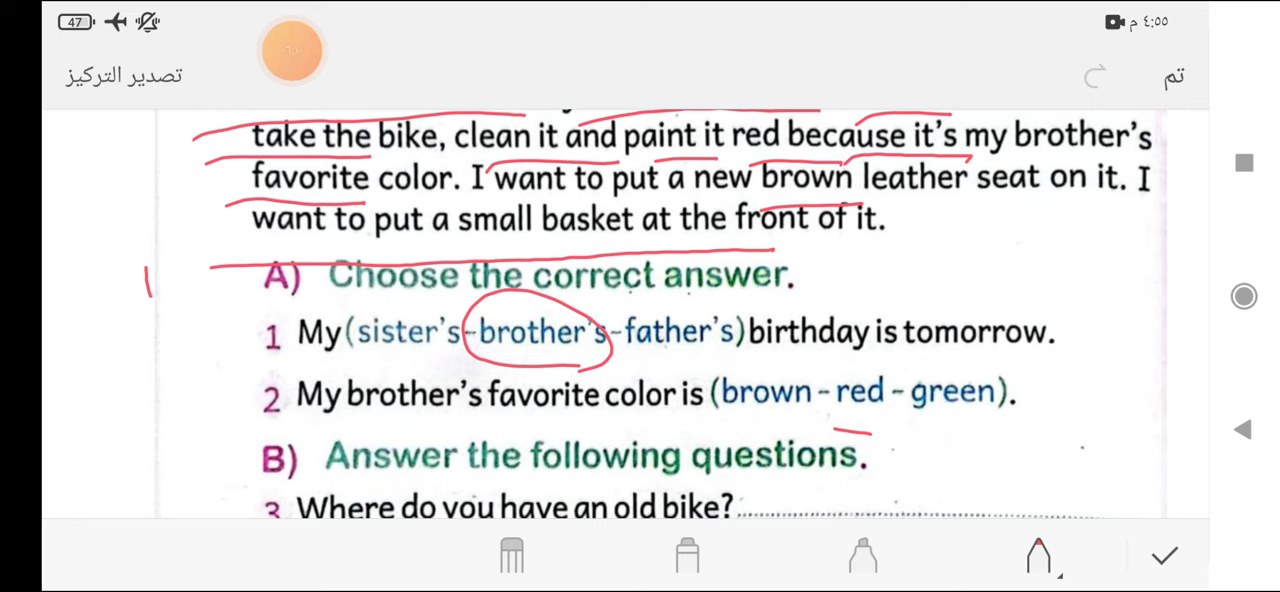 47
٤:٥٥ م
تصدير التركيز
تم
take the bike, clean it and paint it red because it's my brother's
favorite color. I want to put a new brown leather seat on it. I
want to put a small basket at the front of it.
A) Choose the correct answer.
1 My (sister's-brother's-father's) birthday is tomorrow.
2 My brother's favorite color is (brown - red - green).
B) Answer the following questions.
3 Where do you have an old bike?